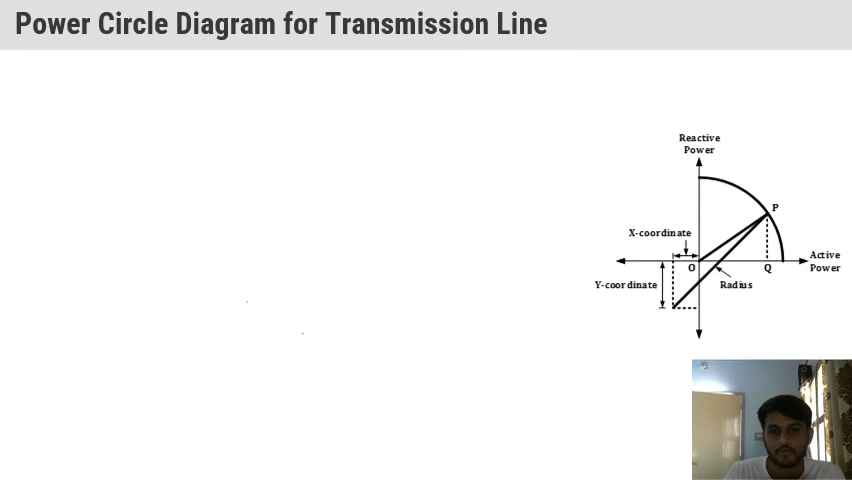 Power Circle Diagram for Transmission Line
Reactive
Power
P
X-coordinate
Active
Power
O
Q
Y-coordinate
Radius